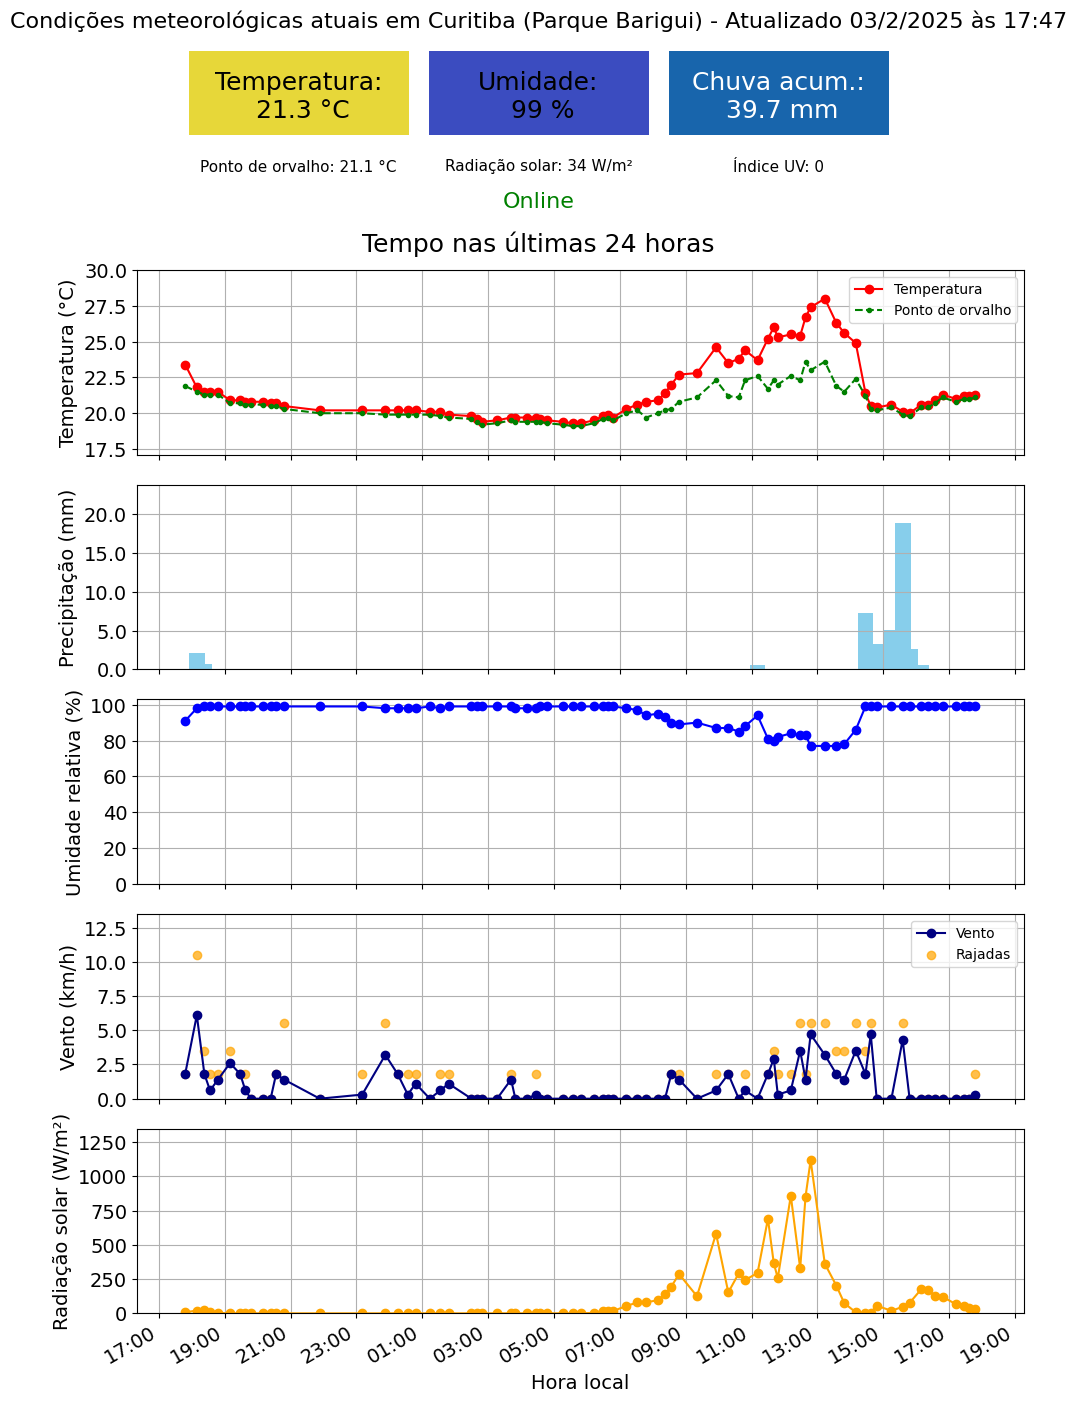 Condições meteorológicas atuais em Curitiba (Parque Barigui) - Atualizado 03/2/2025 às 17:47
Temperatura:
21.3 °C
Umidade:
99 %
Chuva acum.:
39.7 mm
Ponto de orvalho: 21.1 °C
Radiação solar: 34 W/m²
Índice UV: 0
Online
Tempo nas últimas 24 horas
Temperatura (°C)
30.0
27.5
25.0
22.5
20.0
17.5
Temperatura
Ponto de orvalho
Precipitação (mm)
20.0
15.0
10.0
5.0
0.0
Umidade relativa (%)
100
80
60
40
20
0
Vento (km/h)
12.5
10.0
7.5
5.0
2.5
0.0
Vento
Rajadas
Radiação solar (W/m²)
1250
1000
750
500
250
0
17:00
19:00
21:00
23:00
01:00
03:00
05:00
07:00
09:00
11:00
13:00
15:00
17:00
19:00
Hora local